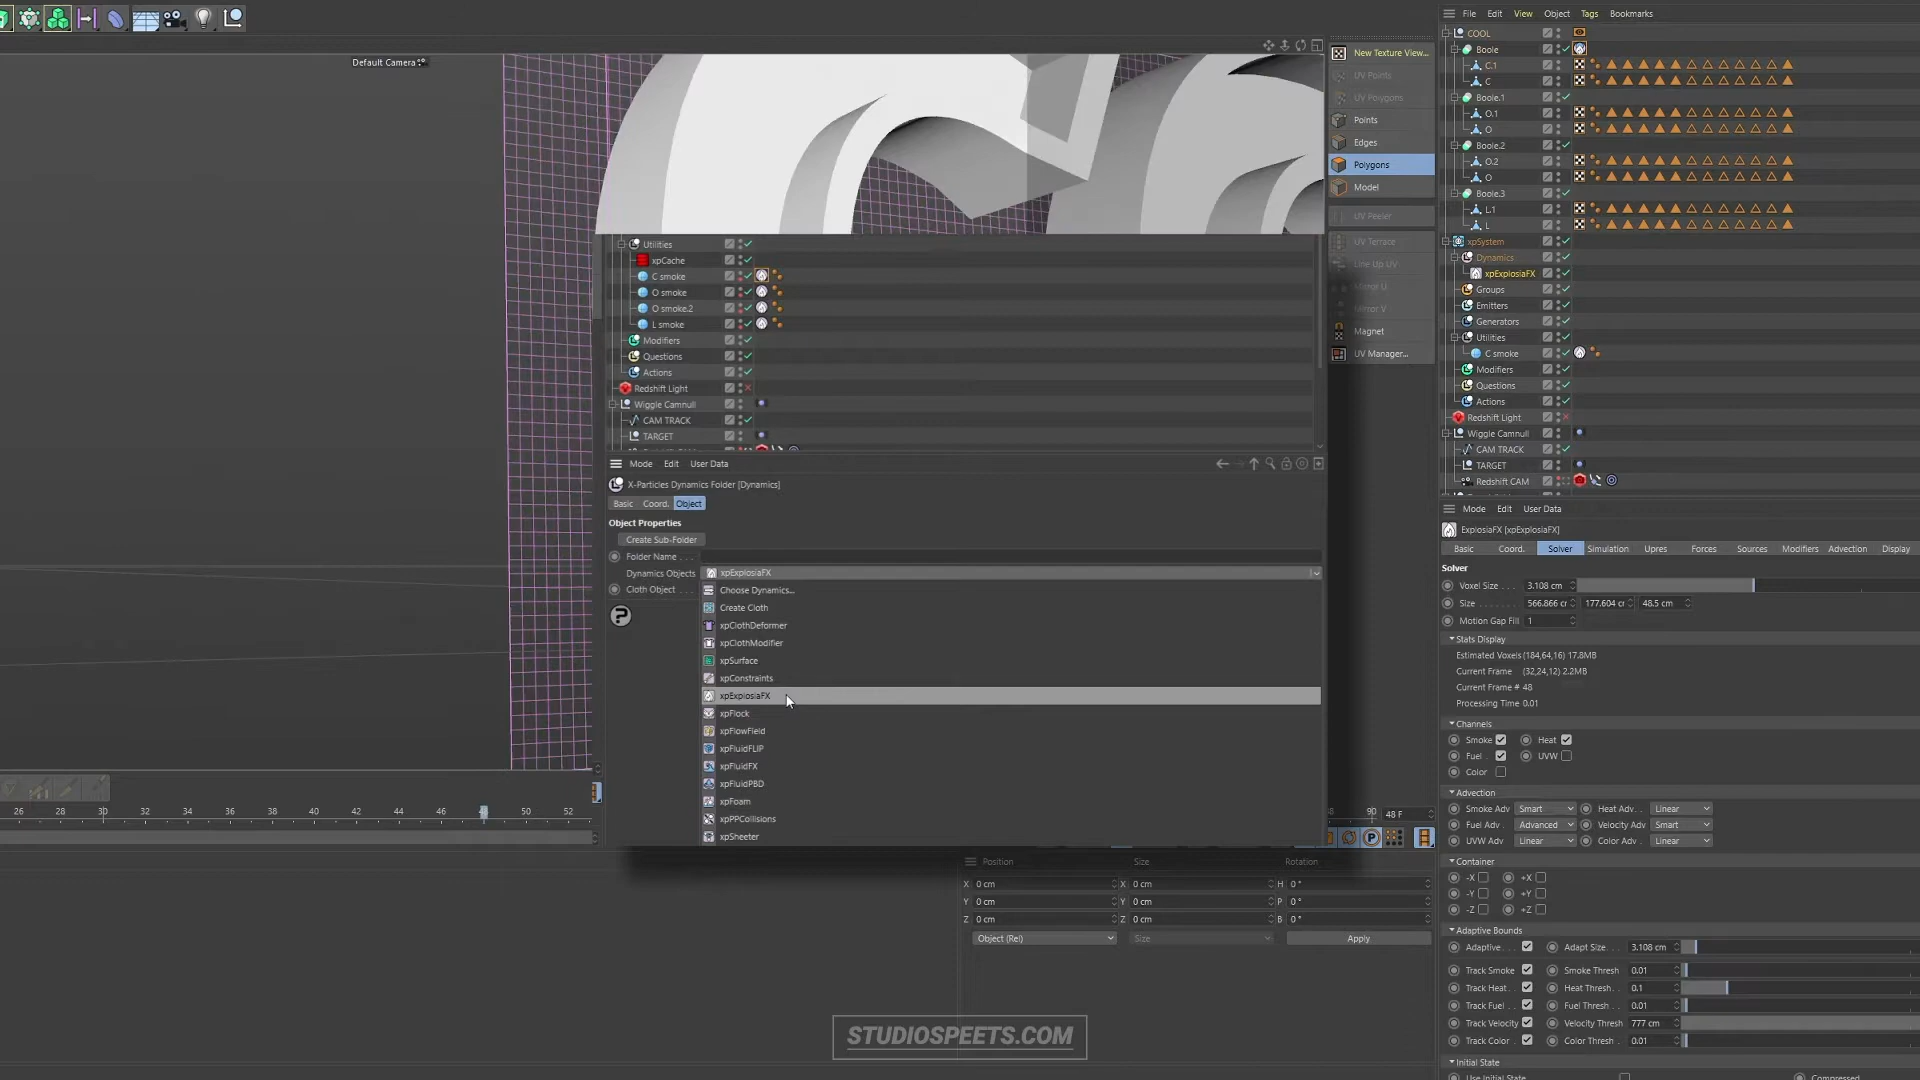 Default Camera
New Texture View...
UV Points
UV Polygons
Points
Edges
Polygons
Model
UV Peeler
UV Terrace
Line Up UV
Mirror U
Mirror V
Magnet
UV Manager...
File Edit View Object Tags Bookmarks
COOL
Boole
C.1
C
Boole.1
O.1
O
Boole.2
O.2
O
Boole.3
L.1
L
xpSystem
Dynamics
xpExplosiaFX
Groups
Emitters
Generators
Utilities
C smoke
Modifiers
Questions
Actions
Redshift Light
Wiggle Camnull
CAM TRACK
TARGET
Redshift CAM
Utilities
xpCache
C smoke
O smoke
O smoke.2
L smoke
Modifiers
Questions
Actions
Redshift Light
Wiggle Camnull
CAM TRACK
TARGET
Mode Edit User Data
X-Particles Dynamics Folder [Dynamics]
Basic Coord. Object
Object Properties
Create Sub-Folder
Folder Name . . .
Dynamics Objects xpExplosiaFX
Cloth Object . . . .
Choose Dynamics...
Create Cloth
xpClothDeformer
xpClothModifier
xpSurface
xpConstraints
xpExplosiaFX
xpFlock
xpFlowField
xpFluidFLIP
xpFluidFX
xpFluidPBD
xpFoam
xpPPCollisions
xpSheeter
Mode Edit User Data
ExplosiaFX [xpExplosiaFX]
Basic Coord. Solver Simulation Upres Forces Sources Modifiers Advection Display
Solver
Voxel Size . . . 3.108 cm
Size . . . . . . . . 566.866 cr 177.604 cr 48.5 cm
Motion Gap Fill 1
Stats Display
Estimated Voxels (184,64,16) 17.8MB
Current Frame (32,24,12) 2.2MB
Current Frame # 48
Processing Time 0.01
Channels
Smoke Heat
Fuel . UVW
Color
Advection
Smoke Adv Smart Heat Adv. . Linear
Fuel Adv . Advanced Velocity Adv Smart
UVW Adv Linear Color Adv . Linear
Container
-X +X
-Y +Y
-Z +Z
Adaptive Bounds
Adaptive. . . . Adapt Size. . . . 3.108 cm
Track Smoke Smoke Thresh 0.01
Track Heat. . Heat Thresh. . 0.1
Track Fuel . . Fuel Thresh . . 0.01
Track Velocity Velocity Thresh 777 cm
Track Color . Color Thresh . 0.01
Initial State
Use Initial State Compressed
26 28 30 32 34 36 38 40 42 44 46 50 52
90 48 F
Position Size Rotation
X 0 cm X 0 cm H 0 °
Y 0 cm Y 0 cm P 0 °
Z 0 cm Z 0 cm B 0 °
Object (Rel) Size Apply
STUDIOSPEETS.COM